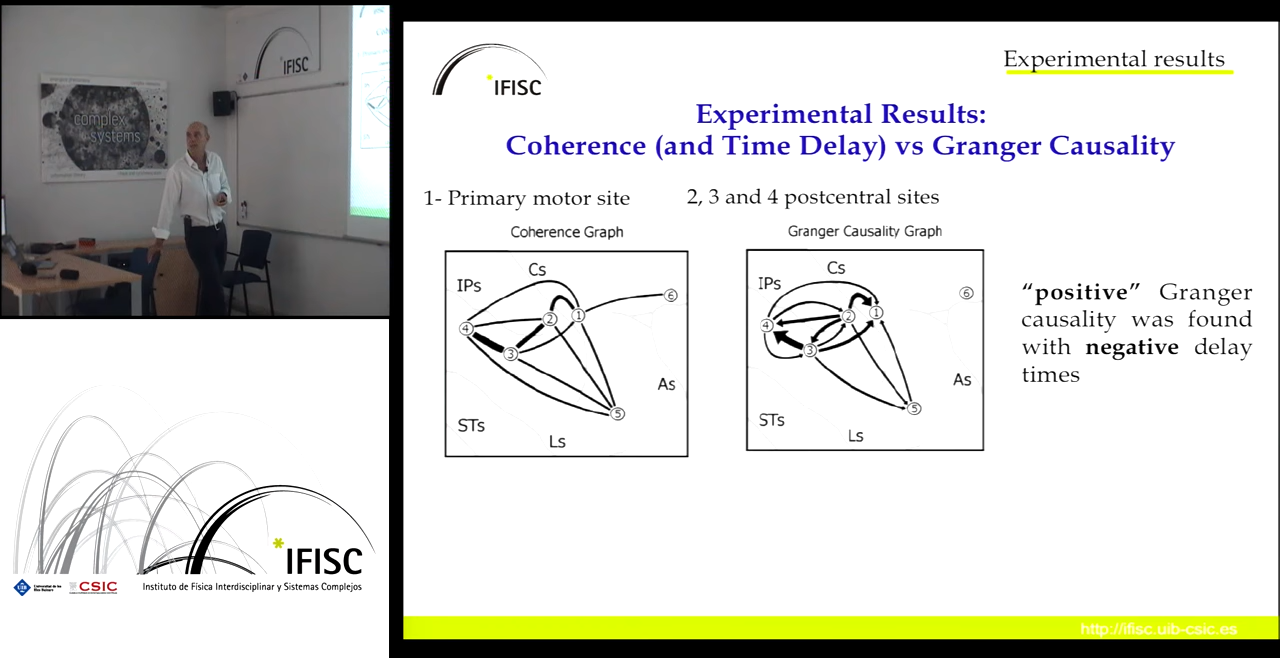 complex
systems
IFISC
IFISC
Experimental results
Experimental Results:
Coherence (and Time Delay) vs Granger Causality
1- Primary motor site
2, 3 and 4 postcentral sites
Coherence Graph
Cs
IPs
6
2
1
4
3
As
5
STs
Ls
Granger Causality Graph
Cs
IPs
6
2
1
4
3
As
5
STs
Ls
“positive” Granger
causality was found
with negative delay
times
IFISC
CSIC
Instituto de Física Interdisciplinar y Sistemas Complejos
http://ifisc.uib-csic.es